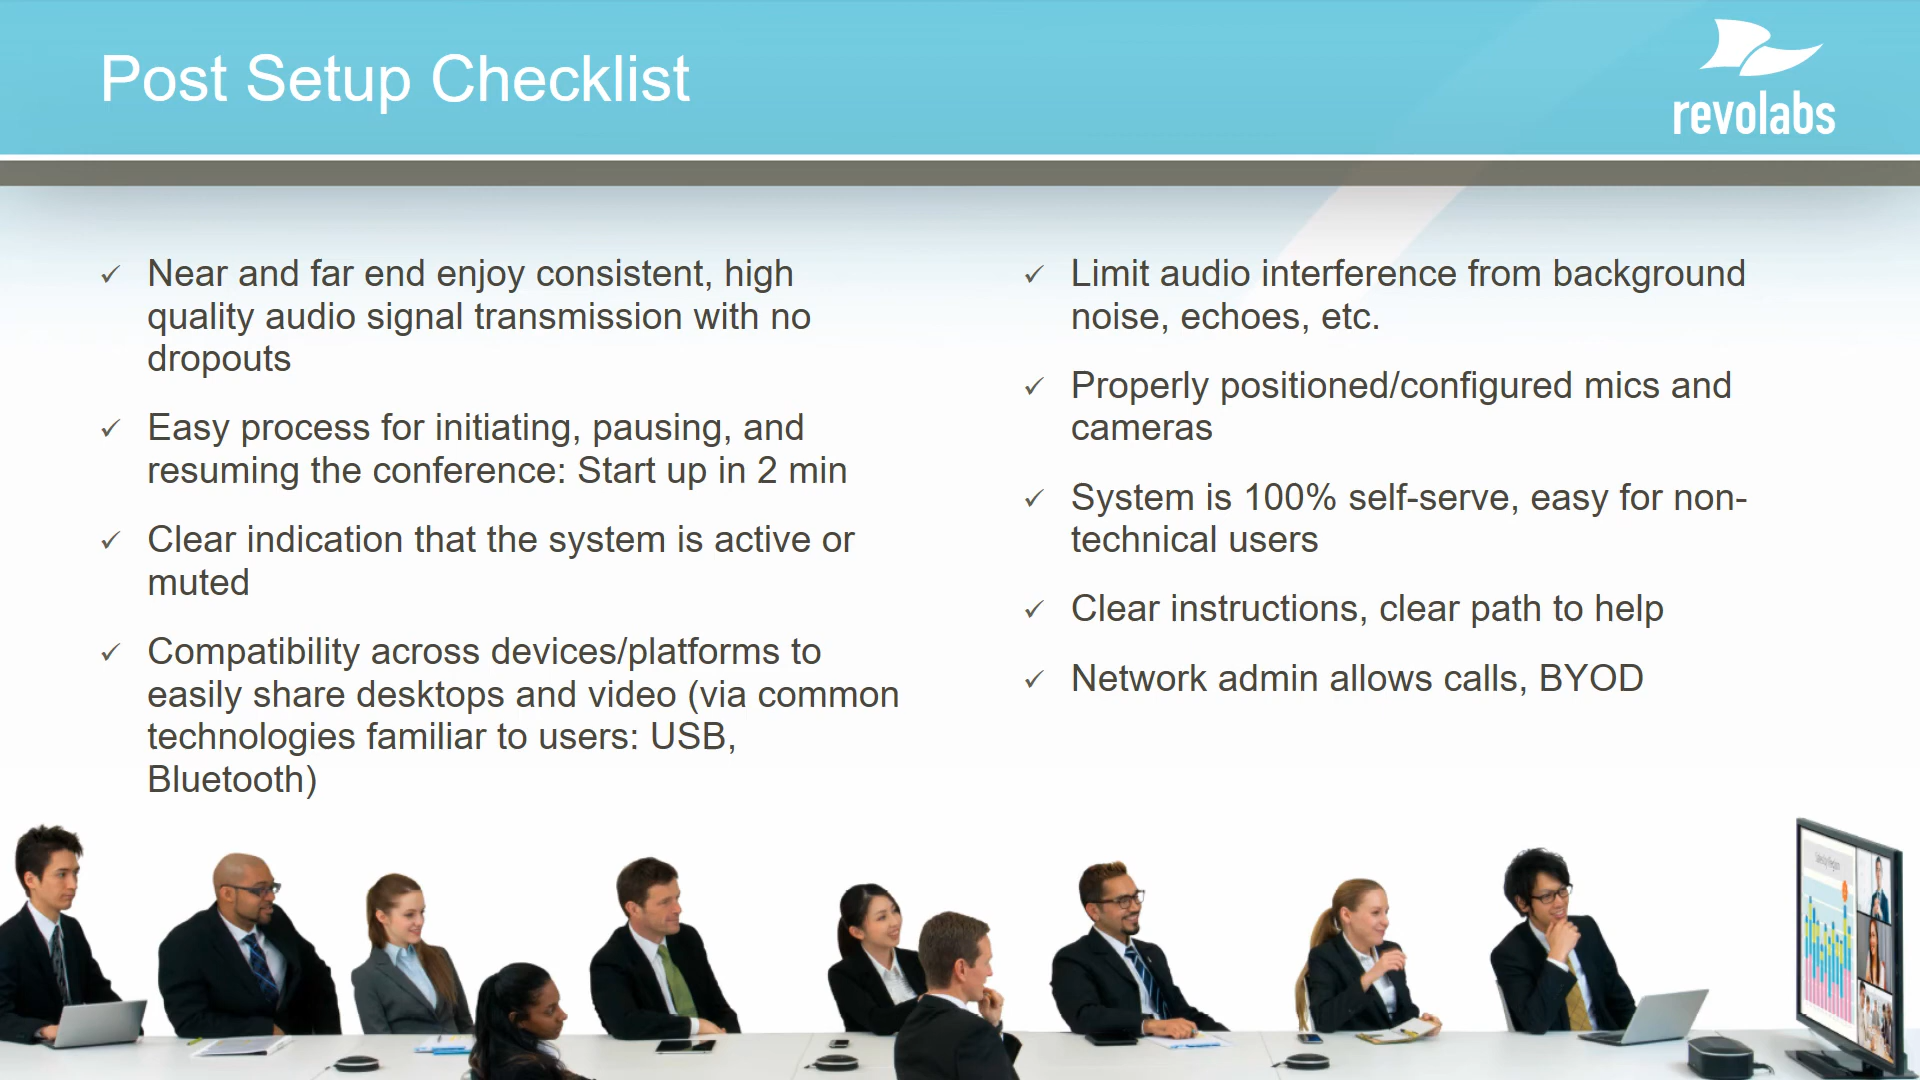 Post Setup Checklist
revolabs
Near and far end enjoy consistent, high
quality audio signal transmission with no
dropouts
Easy process for initiating, pausing, and
resuming the conference: Start up in 2 min
Clear indication that the system is active or
muted
Compatibility across devices/platforms to
easily share desktops and video (via common
technologies familiar to users: USB,
Bluetooth)
Limit audio interference from background
noise, echoes, etc.
Properly positioned/configured mics and
cameras
System is 100% self-serve, easy for non-
technical users
Clear instructions, clear path to help
Network admin allows calls, BYOD